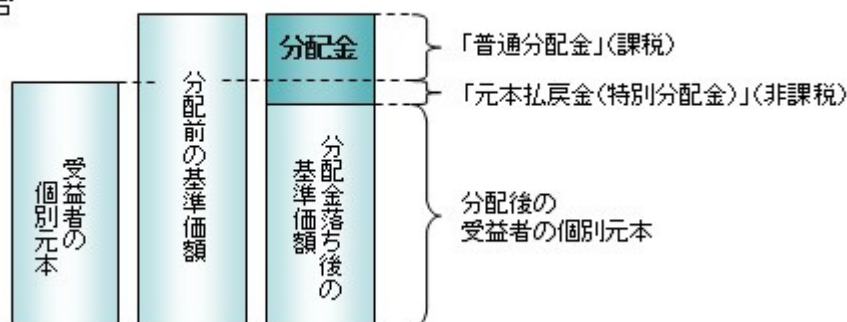 分配金
「普通分配金」(課税)
「元本払戻金(特別分配金)」(非課税)
受益者の
個別元本
分配前の基準価額
分配金落ち後の
基準価額
分配後の
受益者の個別元本